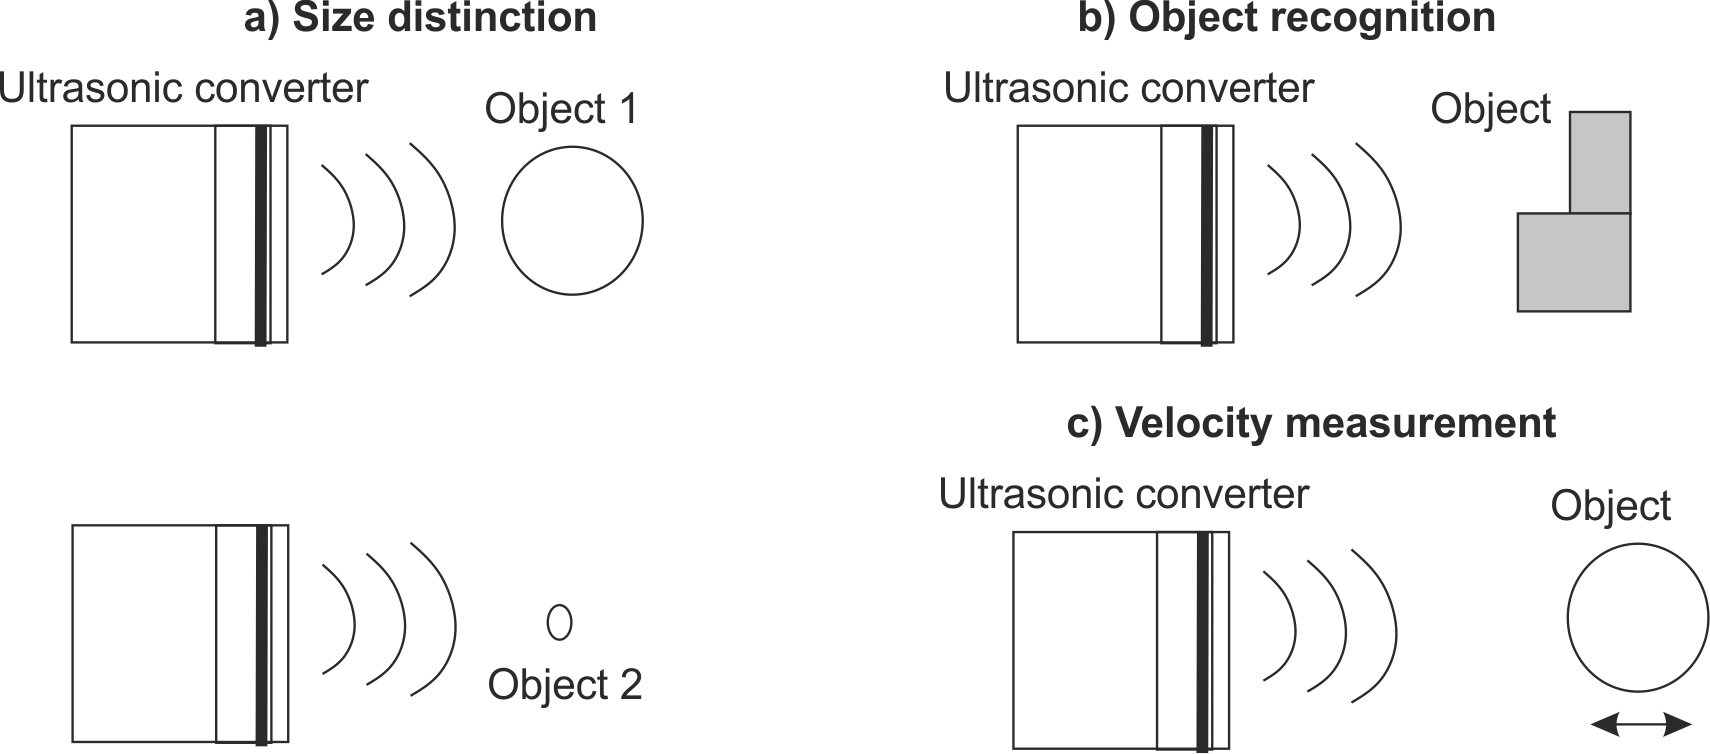 a) Size distinction
Ultrasonic converter
Object 1
Object 2
b) Object recognition
Ultrasonic converter
Object
c) Velocity measurement
Ultrasonic converter
Object